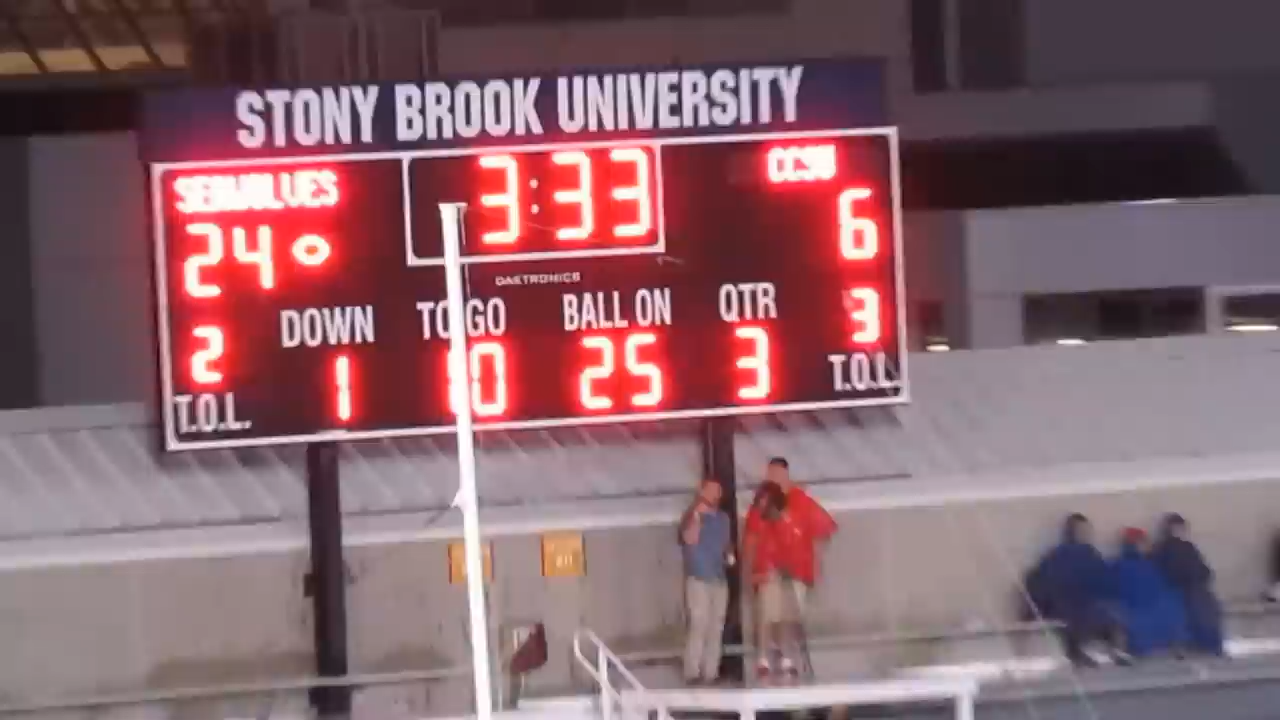 STONY BROOK UNIVERSITY
SEAWOLVES 3:33 CCSU
24 6
DAKTRONICS
DOWN TO GO BALL ON QTR
2 1 10 25 3 3
T.O.L. T.O.L.